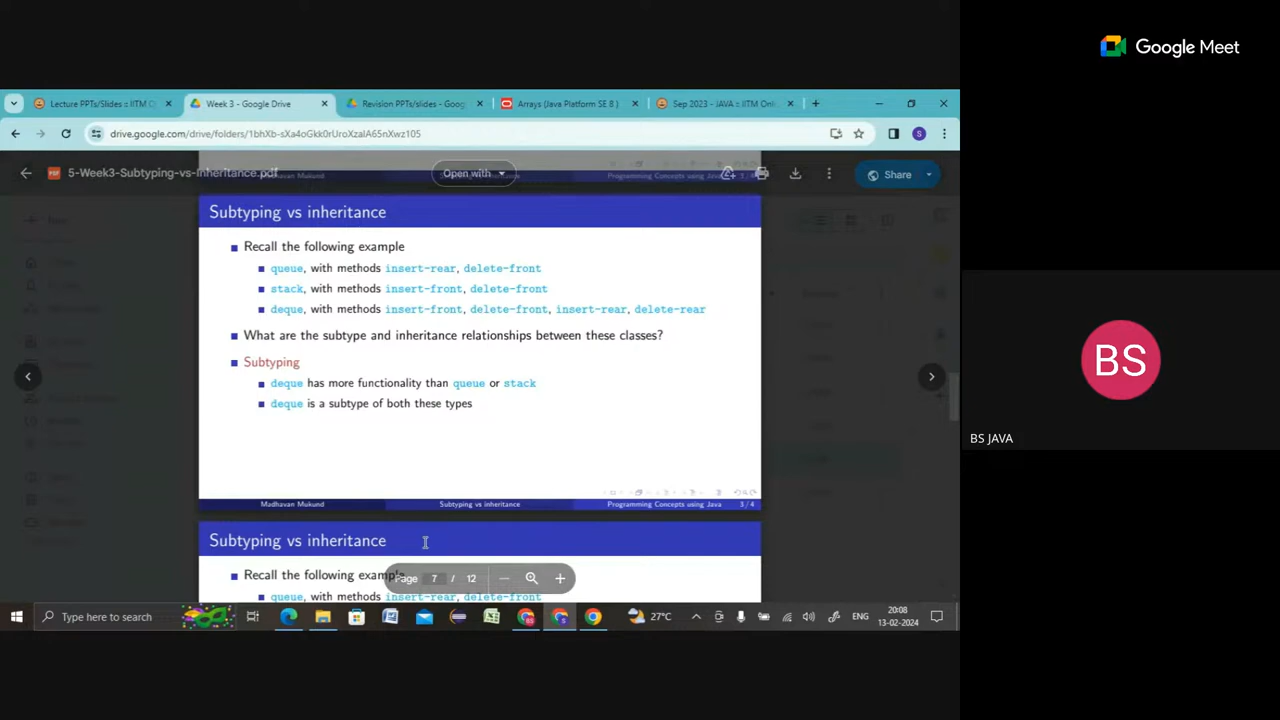 Google Meet
Lecture PPTs/Slides :: IITM O
Week 3 - Google Drive
Revision PPTs/slides - Goog
Arrays (Java Platform SE 8 )
Sep 2023 - JAVA :: IITM Onl
drive.google.com/drive/folders/1bhXb-sXa4oGkk0rUroXzalA65nXwz105
5-Week3-Subtyping-vs-Inheritance.pdf
Open with
Share
Programming Concepts using Java
Subtyping vs inheritance
Recall the following example
queue, with methods insert-rear, delete-front
stack, with methods insert-front, delete-front
deque, with methods insert-front, delete-front, insert-rear, delete-rear
What are the subtype and inheritance relationships between these classes?
Subtyping
deque has more functionality than queue or stack
deque is a subtype of both these types
Madhavan Mukund
Subtyping vs inheritance
Programming Concepts using Java
3 / 4
Subtyping vs inheritance
Recall the following example
queue, with methods insert-rear, delete-front
Page 7 / 12
BS
BS JAVA
Type here to search
27°C
ENG
20:08
13-02-2024